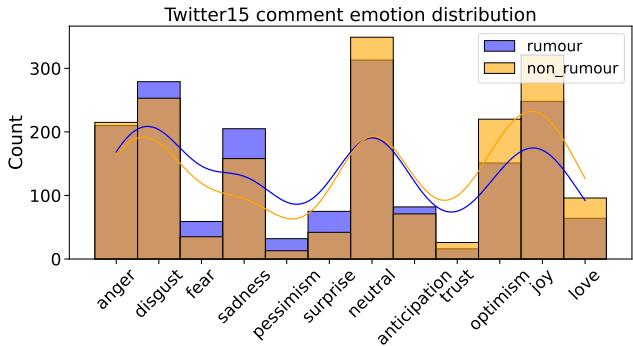 Twitter15 comment emotion distribution
rumour
non_rumour
Count
300
200
100
0
anger
disgust
fear
sadness
pessimism
surprise
neutral
anticipation
trust
optimism
joy
love